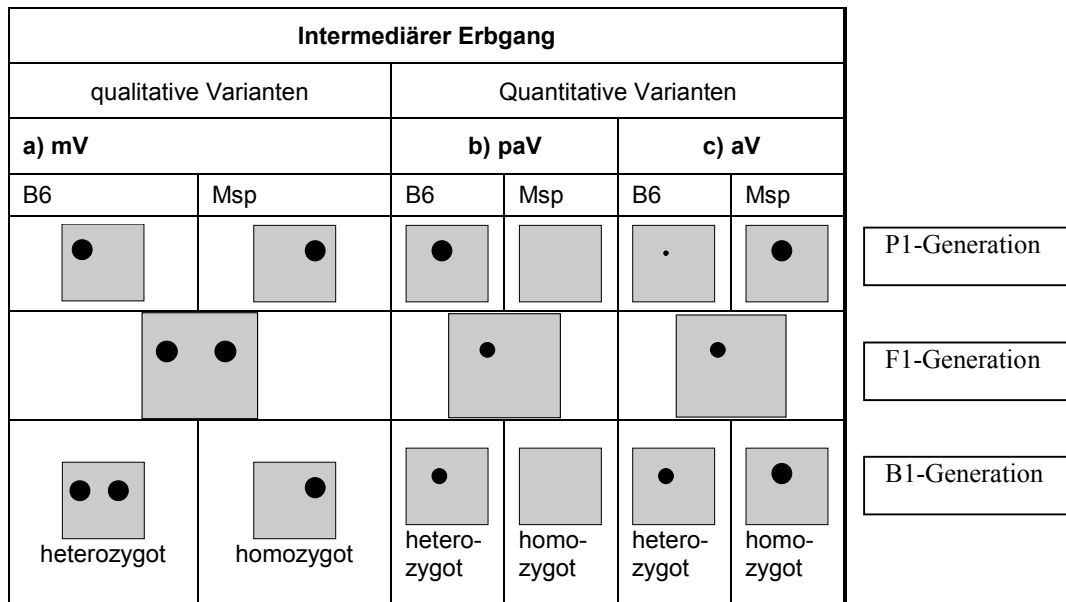 Intermediärer Erbgang
qualitative Varianten Quantitative Varianten
a) mV b) paV c) aV
B6 Msp B6 Msp B6 Msp
P1-Generation
F1-Generation
B1-Generation
heterozygot homozygot hetero- homo- hetero- homo-
zygot zygot zygot zygot